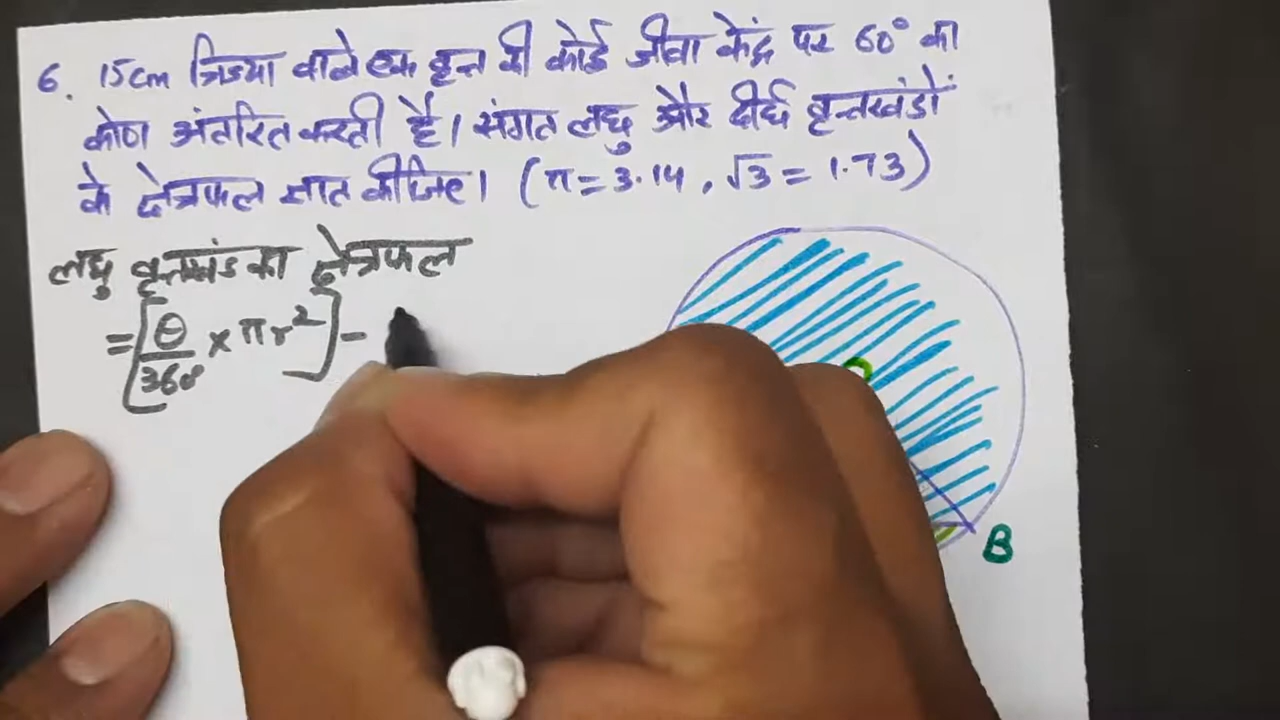 6. 15cm त्रिज्या वाले एक वृत्त की कोई जीवा केंद्र पर 60° का
कोण अंतरित करती है। संगत लघु और दीर्घ वृत्तखंडों
के क्षेत्रफल ज्ञात कीजिए। (π = 3.14, √3 = 1.73)
लघु वृत्तखंड का क्षेत्रफल
= [θ/360° × πr²] -
O
B